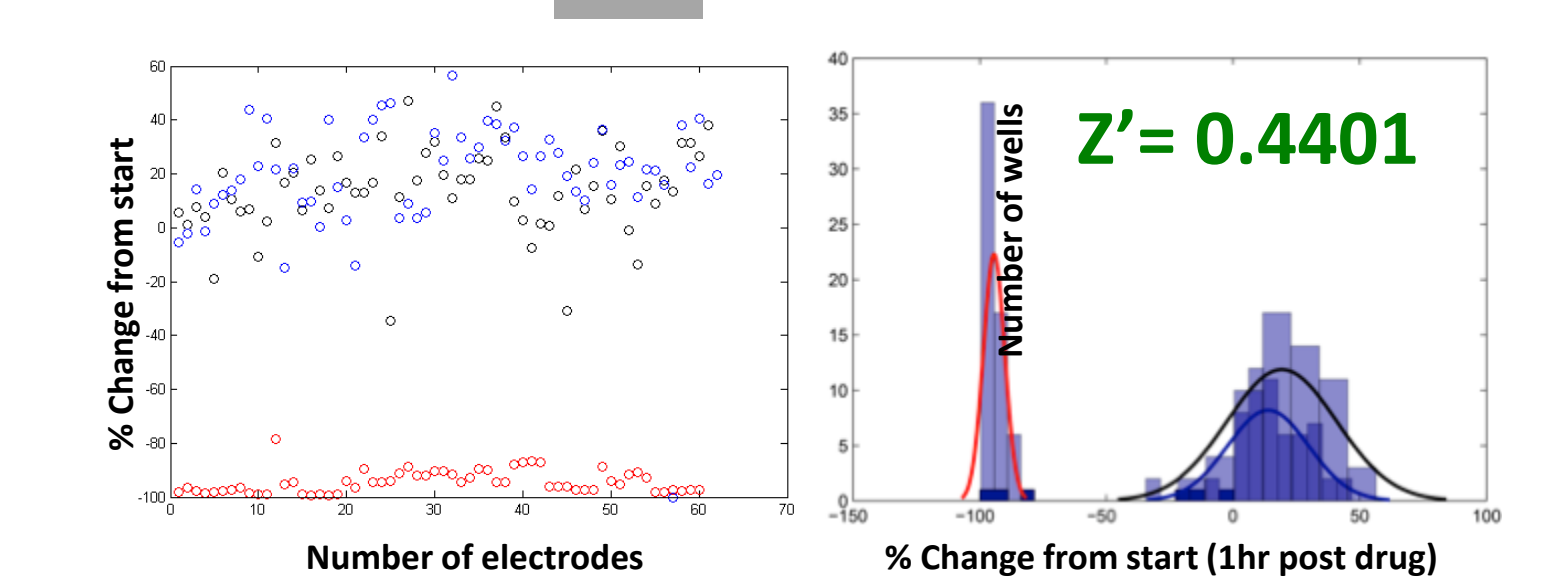 60
40
20
0
-20
-40
-60
-80
-100
0 10 20 30 40 50 60 70
% Change from start
Number of electrodes
40
35
30
25
20
15
10
5
0
−150 −100 −50 0 50 100
Number of wells
Z’= 0.4401
% Change from start (1hr post drug)